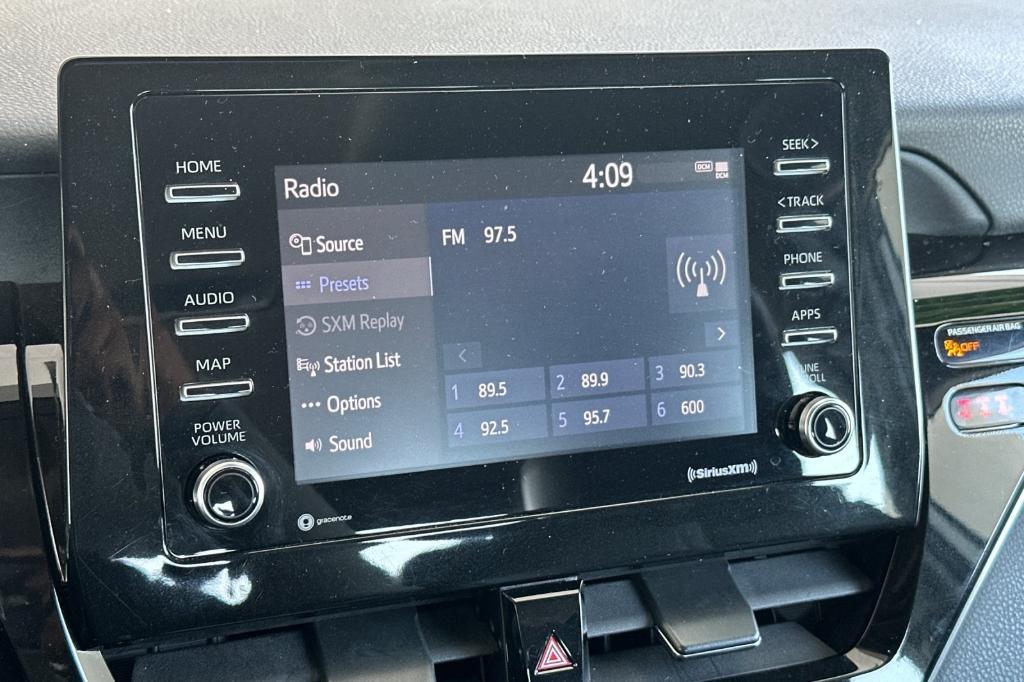 HOME
MENU
AUDIO
MAP
POWER
VOLUME
Radio
4:09
DCM
DCM
Source
Presets
SXM Replay
Station List
Options
Sound
FM 97.5
1 89.5
2 89.9
3 90.3
4 92.5
5 95.7
6 600
SEEK>
<TRACK
PHONE
APPS
gracenote
SiriusXM
PASSENGER AIR BAG
OFF